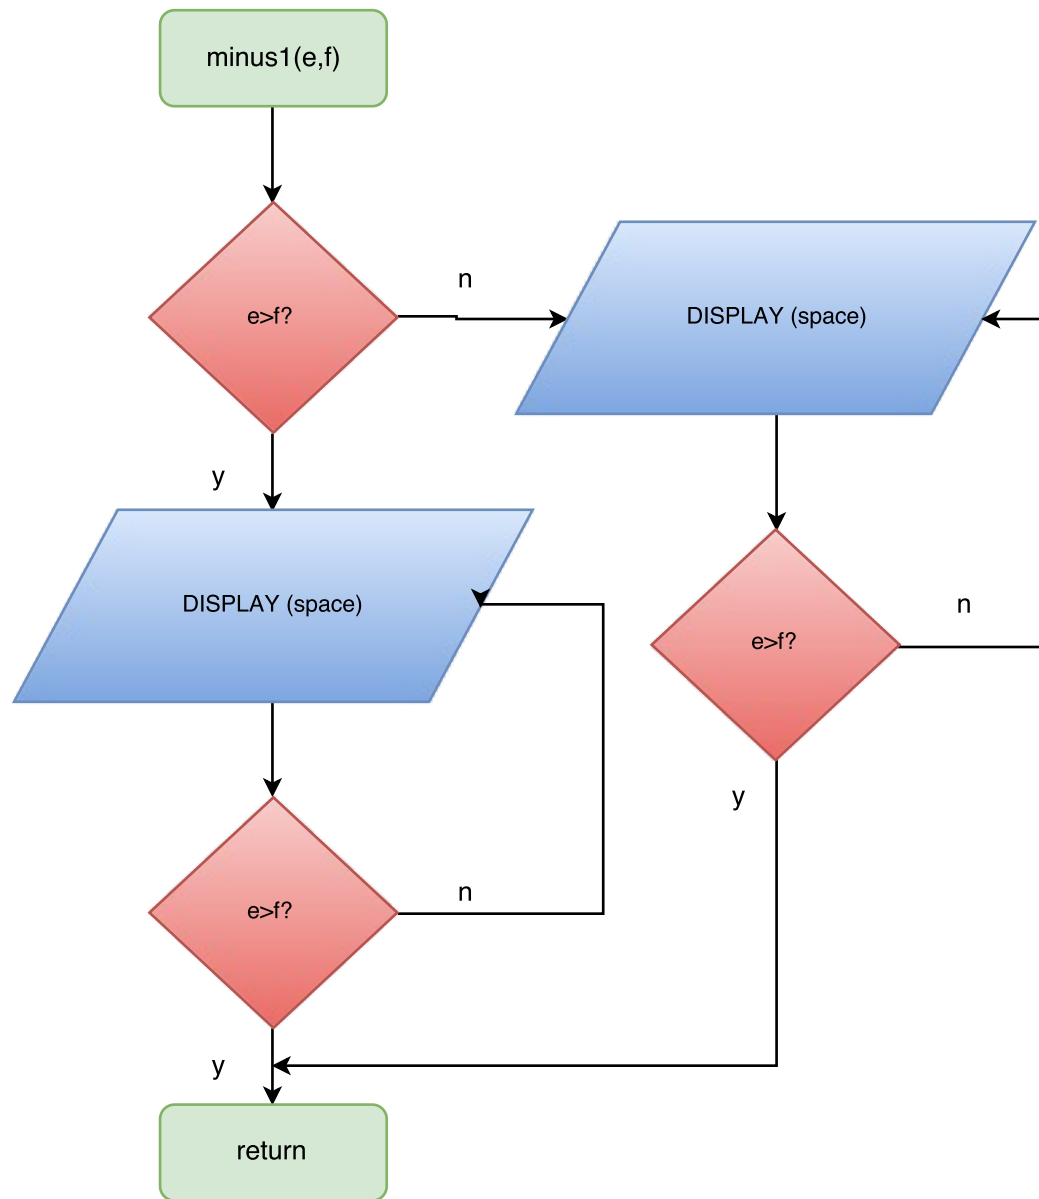 minus1(e,f)
e>f?
n
DISPLAY (space)
y
DISPLAY (space)
e>f?
n
y
e>f?
n
y
return